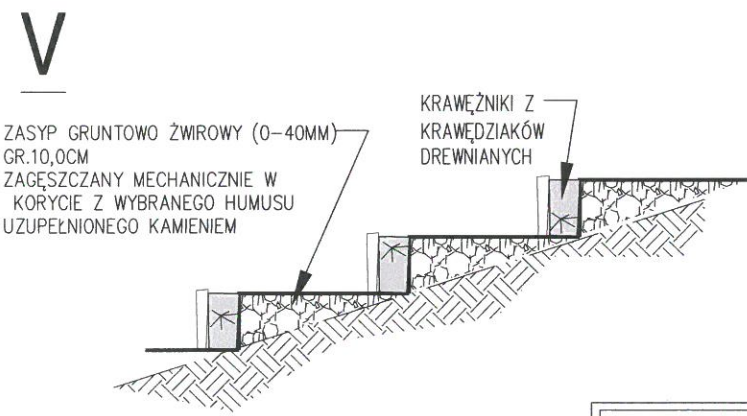 V
ZASYP GRUNTOWO ŻWIROWY (0-40MM)
GR.10,0CM
ZAGĘSZCZANY MECHANICZNIE W
KORYCIE Z WYBRANEGO HUMUSU
UZUPEŁNIONEGO KAMIENIEM
KRAWĘŻNIKI Z
KRAWĘDZIAKÓW
DREWNIANYCH